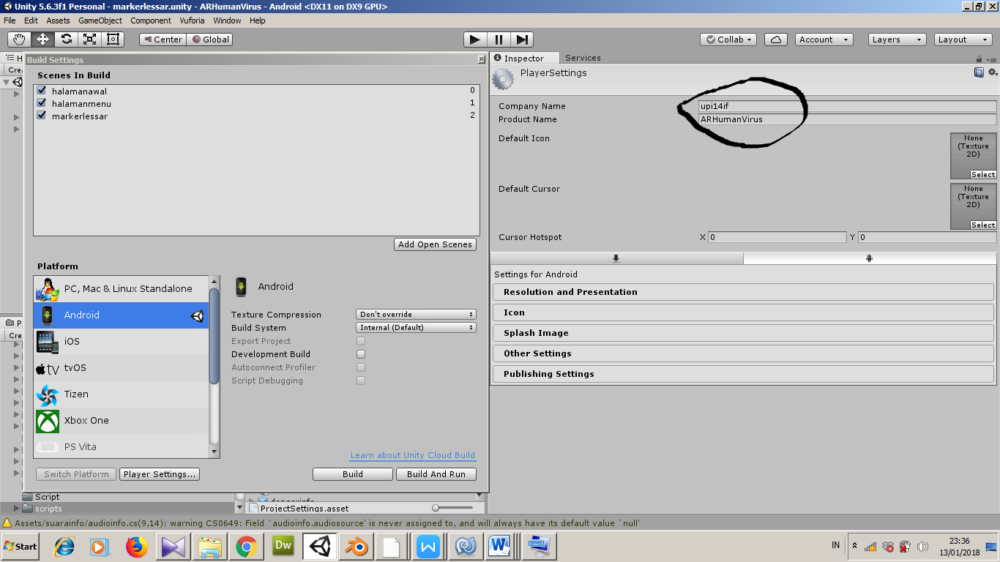 Unity 5.6.3f1 Personal - markerlessar.unity - ARHumanVirus - Android <DX11 on DX9 GPU>
File Edit Assets GameObject Component Vuforia Window Help
Center Global Collab Account Layers Layout
Build Settings
Scenes In Build
halamanawal 0
halamanmenu 1
markerlessar 2
Add Open Scenes
Platform
PC, Mac & Linux Standalone
Android
iOS
tvOS
Tizen
Xbox One
PS Vita
Android
Texture Compression Don't override
Build System Internal (Default)
Export Project
Development Build
Autoconnect Profiler
Script Debugging
Learn about Unity Cloud Build
Switch Platform Player Settings... Build Build And Run
Inspector Services
PlayerSettings
Company Name upi14if
Product Name ARHumanVirus
Default Icon
None
(Texture
2D)
Select
Default Cursor
None
(Texture
2D)
Select
Cursor Hotspot X 0 Y 0
Settings for Android
Resolution and Presentation
Icon
Splash Image
Other Settings
Publishing Settings
H
Cre
P
Cre
Script
scripts
ProjectSettings.asset
Assets/suarainfo/audioinfo.cs(9,14): warning CS0649: Field `audioinfo.audiosource' is never assigned to, and will always have its default value `null'
Start
Dw
W
W
IN
23:36
13/01/2018